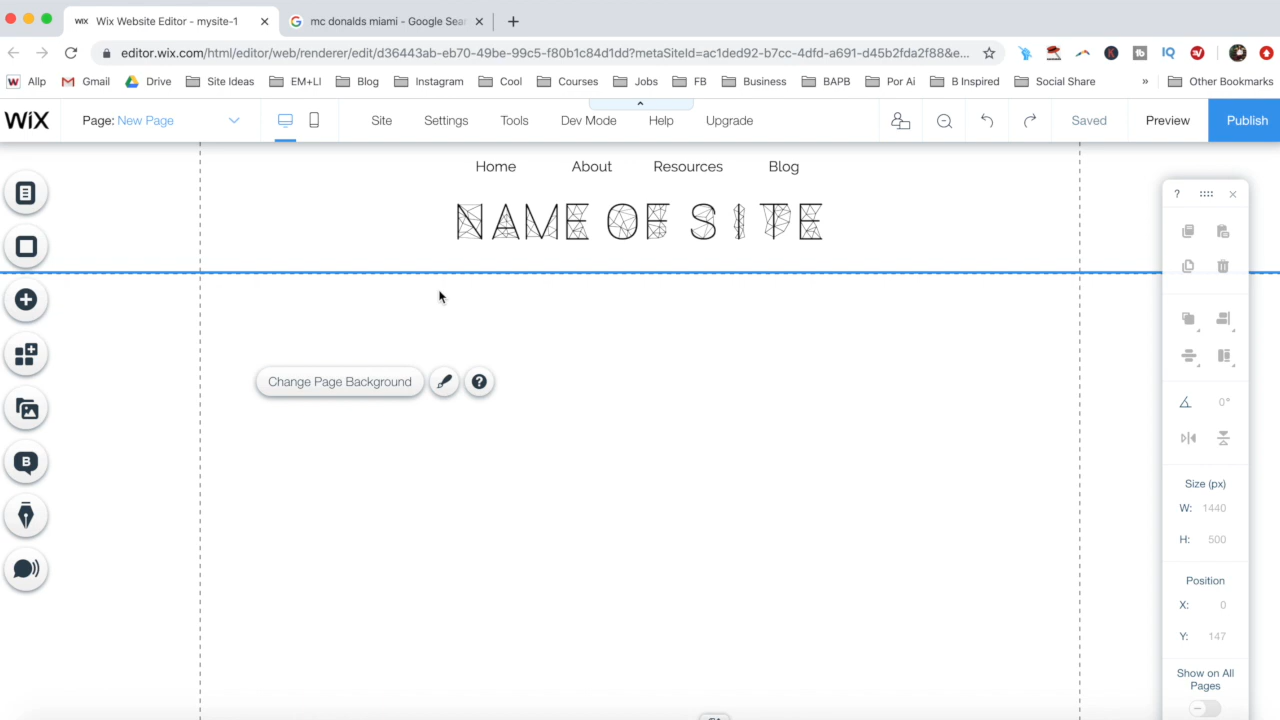 WIX Wix Website Editor - mysite-1
mc donalds miami - Google Sear
editor.wix.com/html/editor/web/renderer/edit/d36443ab-eb70-49be-99c5-f80b1c84d1dd?metaSiteId=ac1ded92-b7cc-4dfd-a691-d45b2fda2f88&e...
Allp Gmail Drive Site Ideas EM+LI Blog Instagram Cool Courses Jobs FB Business BAPB Por Ai B Inspired Social Share » Other Bookmarks
WiX Page: New Page Site Settings Tools Dev Mode Help Upgrade Saved Preview Publish
Home About Resources Blog
NAME OF SITE
Change Page Background
?
Size (px)
W: 1440
H: 500
Position
X: 0
Y: 147
Show on All
Pages
0°